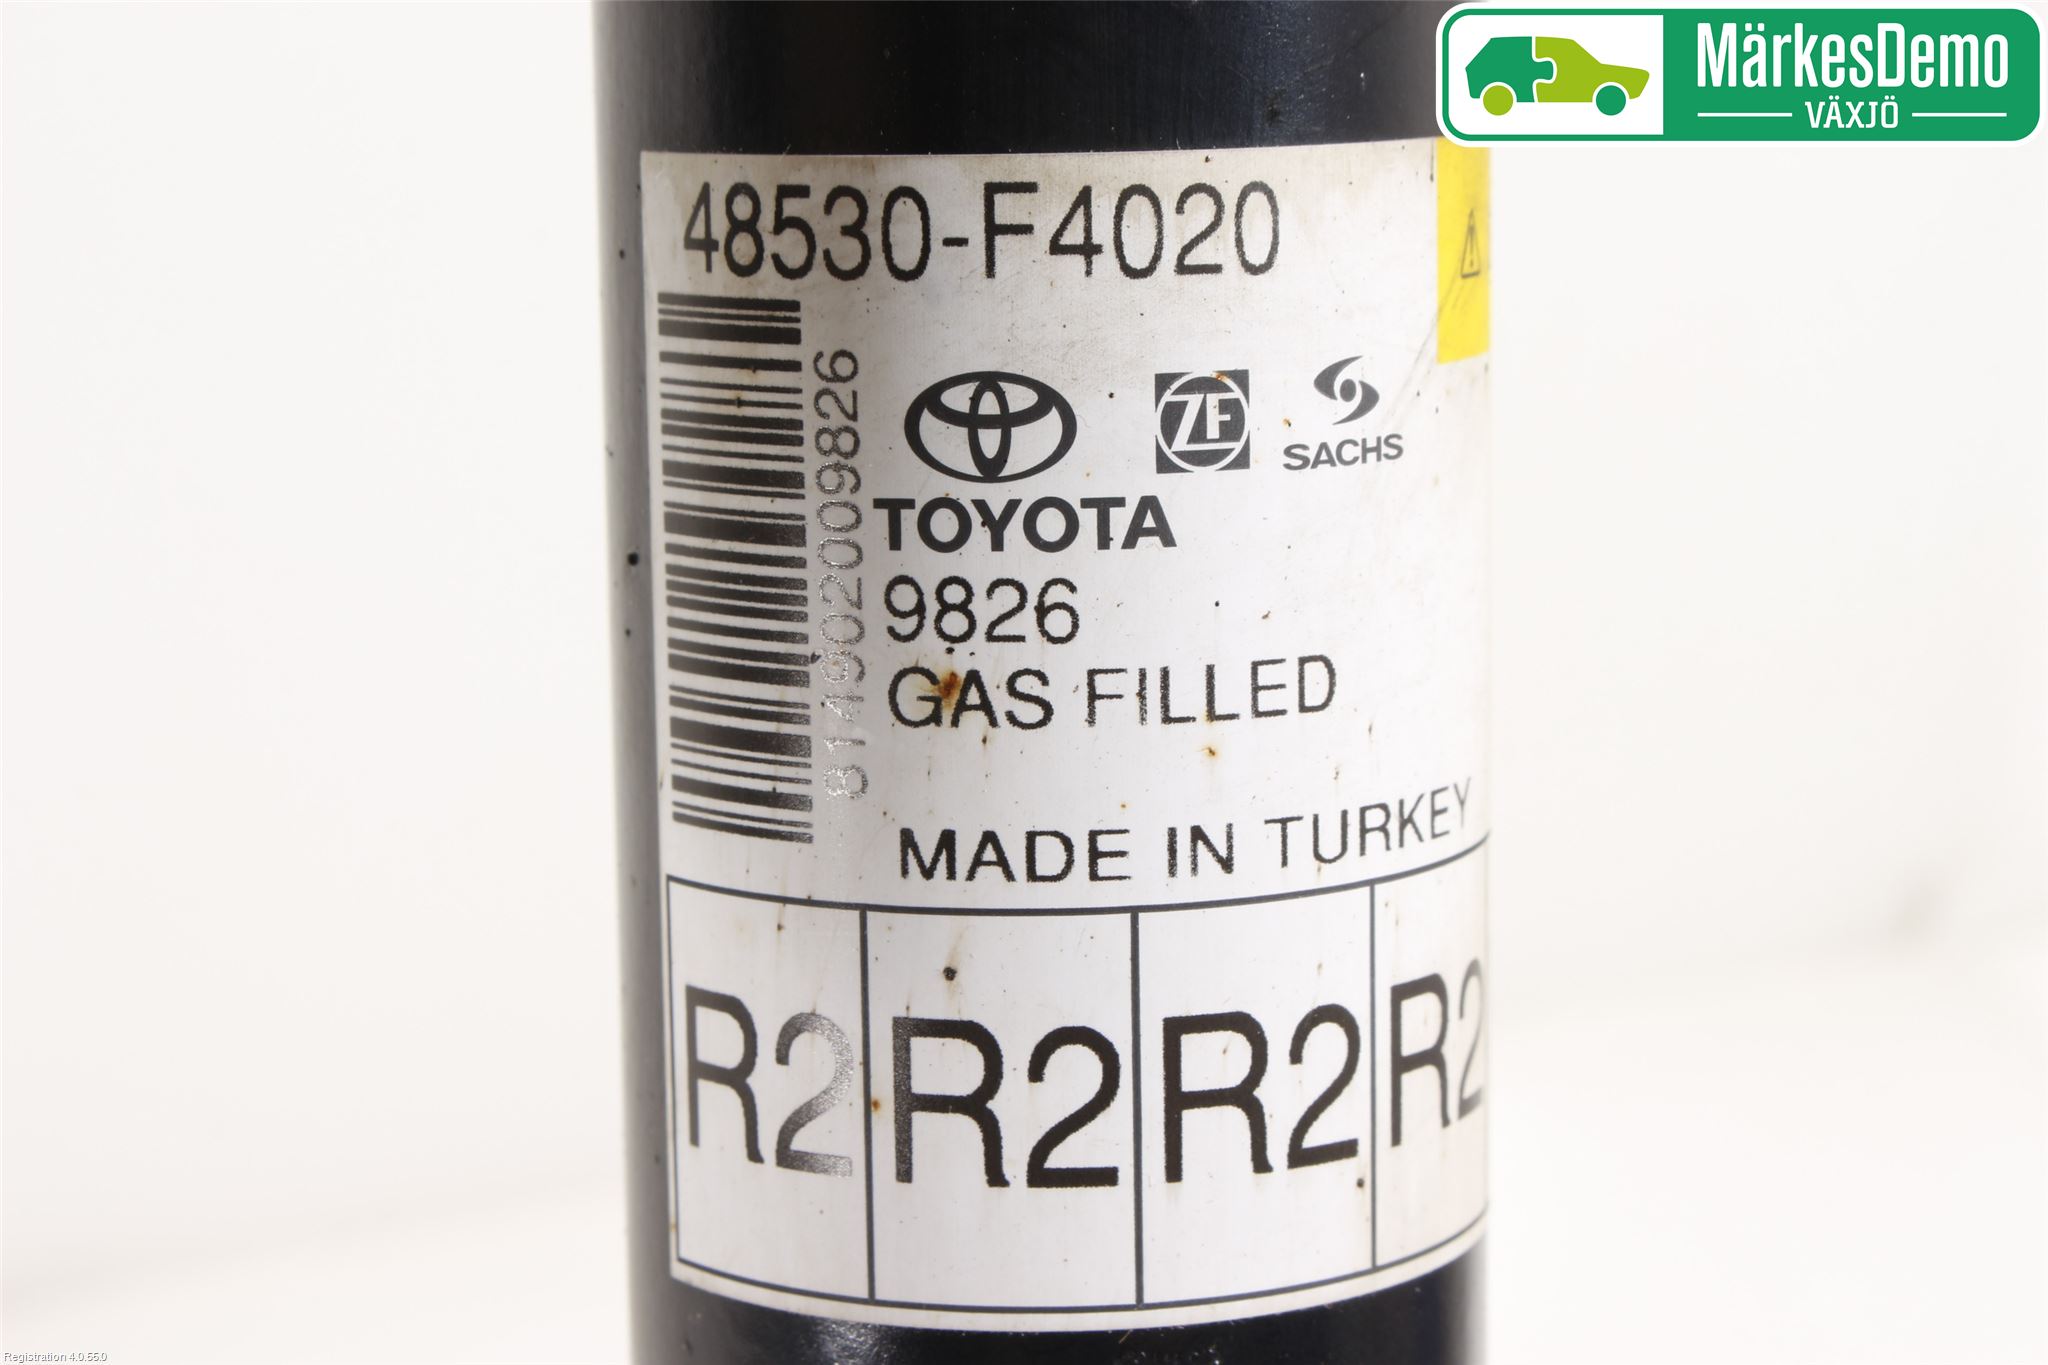 MärkesDemo
VÄXJÖ
48530-F4020
8149020009826
ZF
SACHS
TOYOTA
9826
GAS FILLED
MADE IN TURKEY
R2 R2 R2 R2
Registration 4.0.55.0